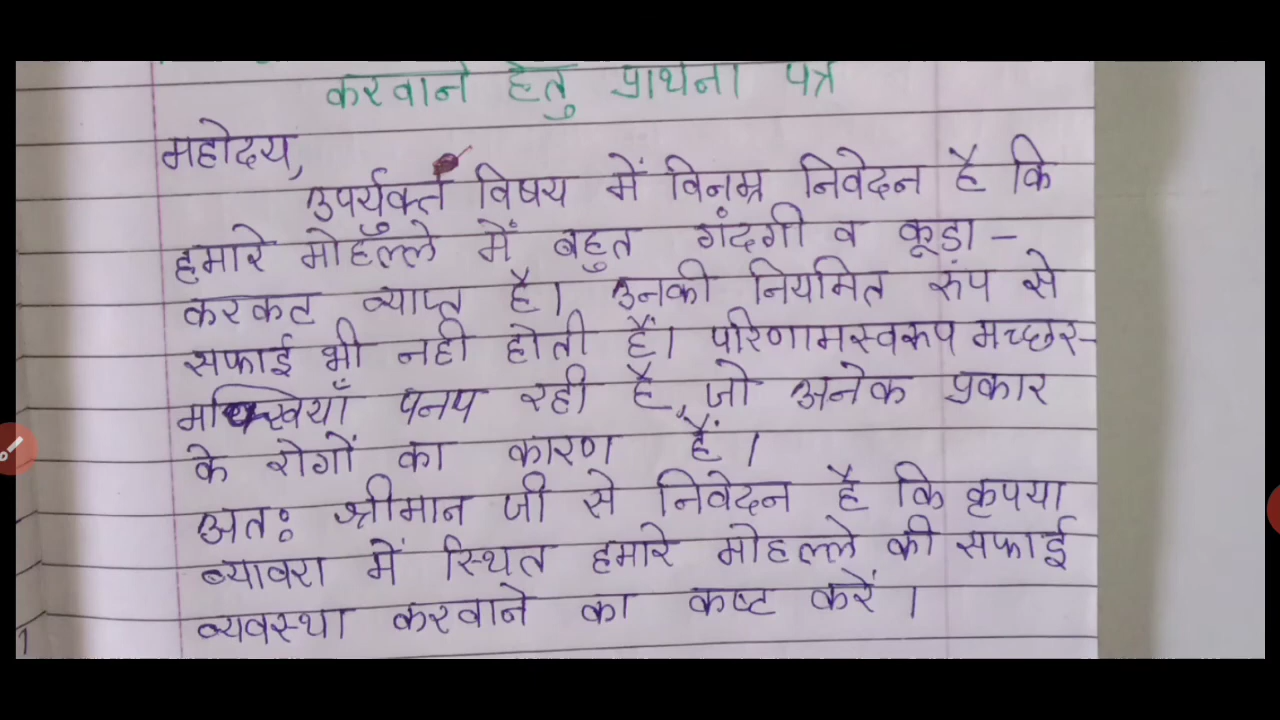 करवाने हेतु प्रार्थना पत्र
महोदय,
उपर्युक्त विषय में विनम्र निवेदन है कि
हमारे मोहल्ले में बहुत गंदगी व कूड़ा -
करकट व्याप्त है। उनकी नियमित रुप से
सफाई भी नही होती हैं। परिणामस्वरूप मच्छर-
मक्खियाँ पनप रही है, जो अनेक प्रकार
के रोगों का कारण हैं।
अतः श्रीमान जी से निवेदन है कि कृपया
ब्यावरा में स्थित हमारे मोहल्ले की सफाई
व्यवस्था करवाने का कष्ट करें।